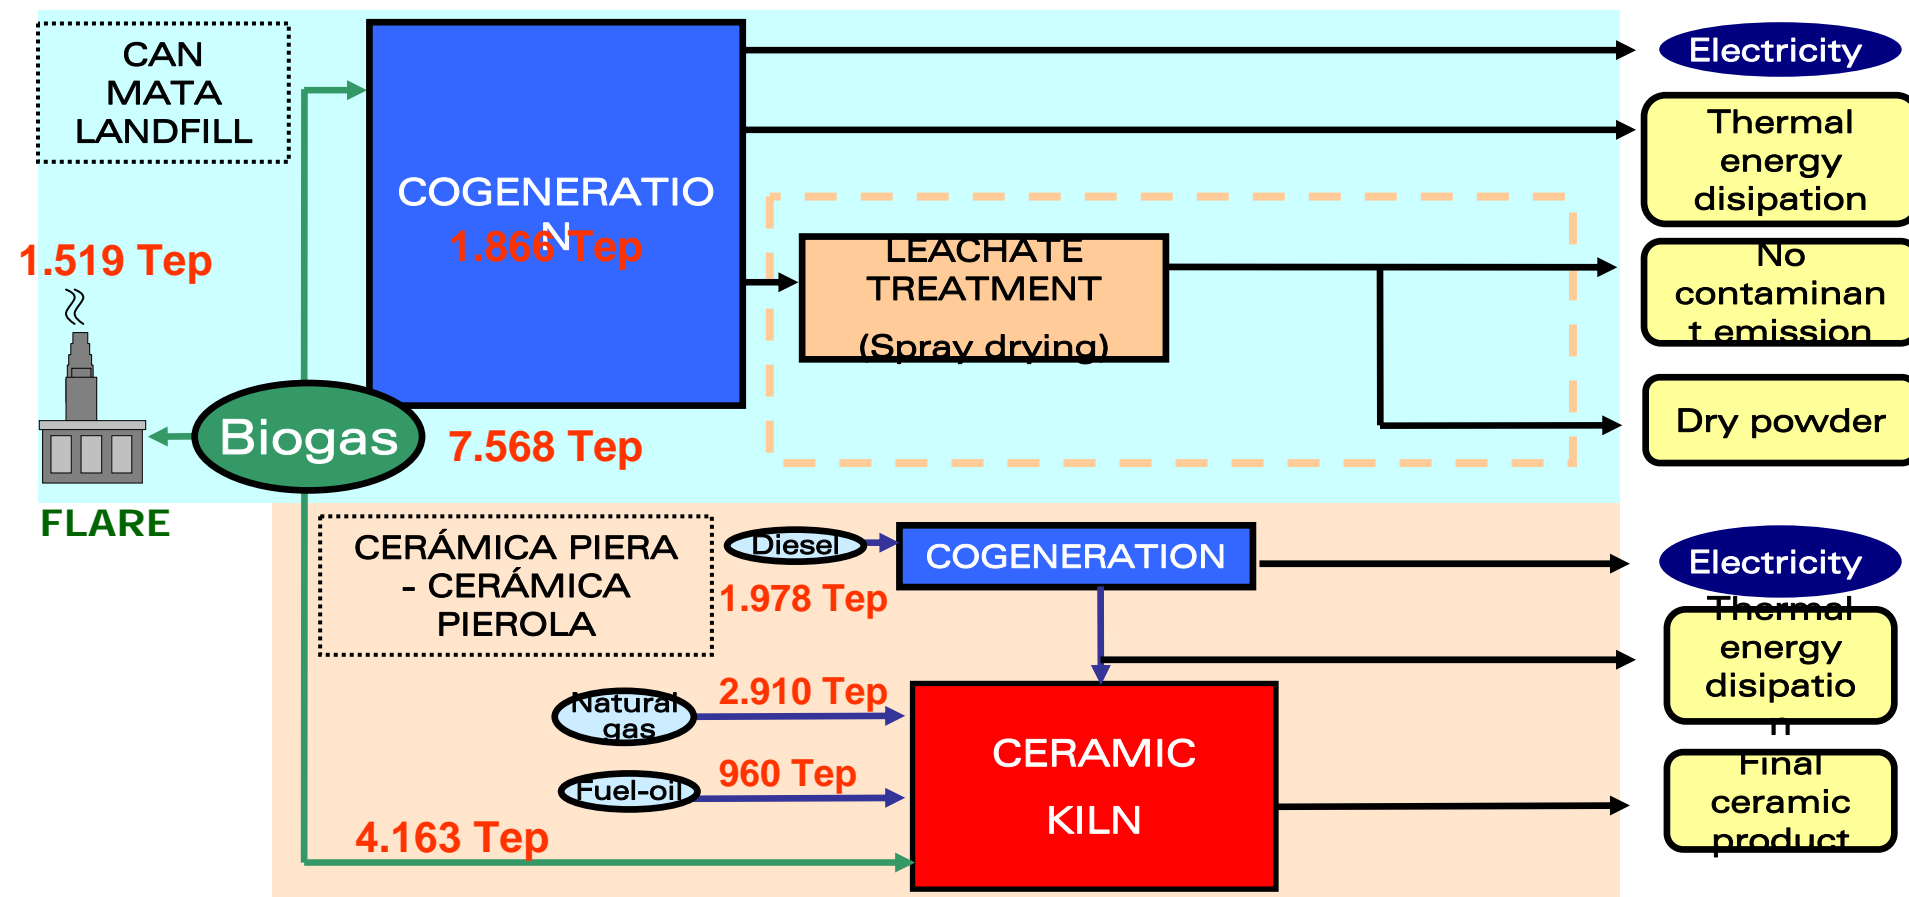 CAN
MATA
LANDFILL
COGENERATIO
N
1.866 Tep
1.519 Tep
LEACHATE
TREATMENT
(Spray drying)
Biogas
7.568 Tep
FLARE
Electricity
Thermal
energy
disipation
No
contaminan
t emission
Dry powder
CERÁMICA PIERA
- CERÁMICA
PIEROLA
Diesel
1.978 Tep
COGENERATION
Natural
gas
2.910 Tep
Fuel-oil
960 Tep
4.163 Tep
CERAMIC
KILN
Electricity
Thermal
energy
disipatio
n
Final
ceramic
product